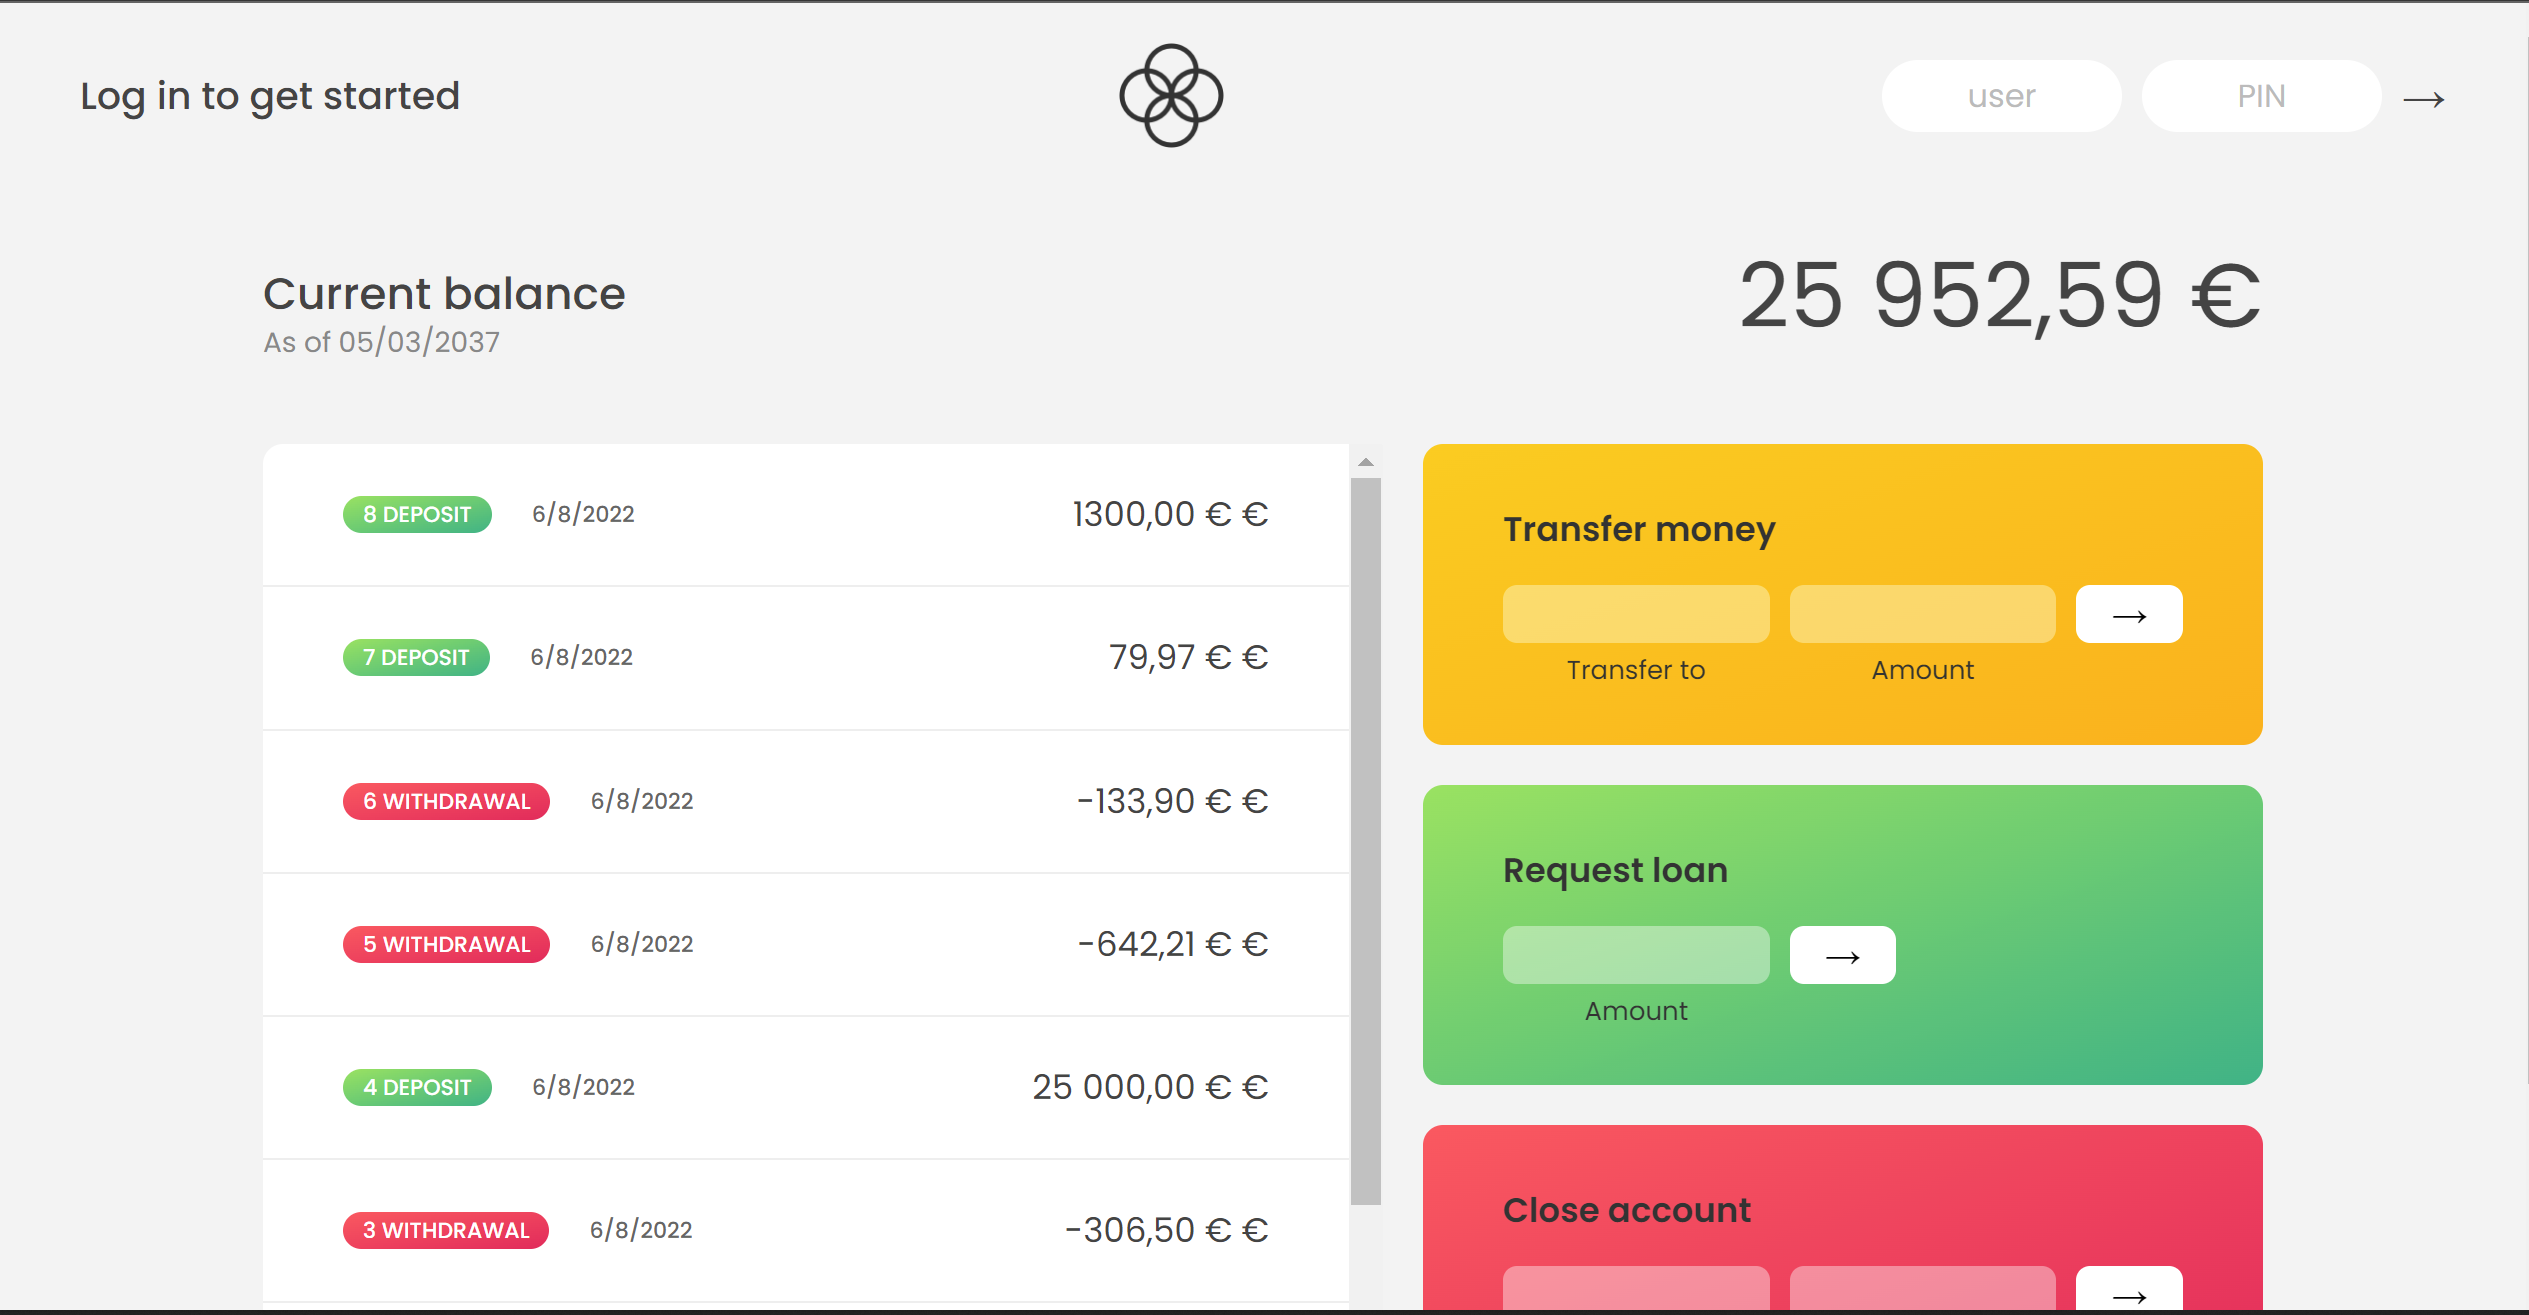 Log in to get started
user
PIN
→
Current balance
As of 05/03/2037
25 952,59 €
8 DEPOSIT 6/8/2022 1300,00 € €
7 DEPOSIT 6/8/2022 79,97 € €
6 WITHDRAWAL 6/8/2022 -133,90 € €
5 WITHDRAWAL 6/8/2022 -642,21 € €
4 DEPOSIT 6/8/2022 25 000,00 € €
3 WITHDRAWAL 6/8/2022 -306,50 € €
Transfer money
→
Transfer to Amount
Request loan
→
Amount
Close account
→